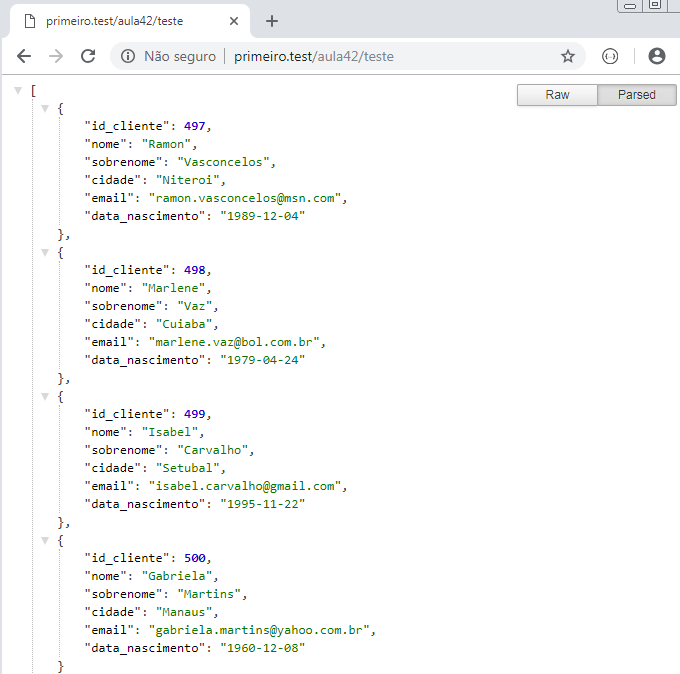 primeiro.test/aula42/teste
Não seguro primeiro.test/aula42/teste
Raw Parsed
[
{
"id_cliente": 497,
"nome": "Ramon",
"sobrenome": "Vasconcelos",
"cidade": "Niteroi",
"email": "ramon.vasconcelos@msn.com",
"data_nascimento": "1989-12-04"
},
{
"id_cliente": 498,
"nome": "Marlene",
"sobrenome": "Vaz",
"cidade": "Cuiaba",
"email": "marlene.vaz@bol.com.br",
"data_nascimento": "1979-04-24"
},
{
"id_cliente": 499,
"nome": "Isabel",
"sobrenome": "Carvalho",
"cidade": "Setubal",
"email": "isabel.carvalho@gmail.com",
"data_nascimento": "1995-11-22"
},
{
"id_cliente": 500,
"nome": "Gabriela",
"sobrenome": "Martins",
"cidade": "Manaus",
"email": "gabriela.martins@yahoo.com.br",
"data_nascimento": "1960-12-08"
}